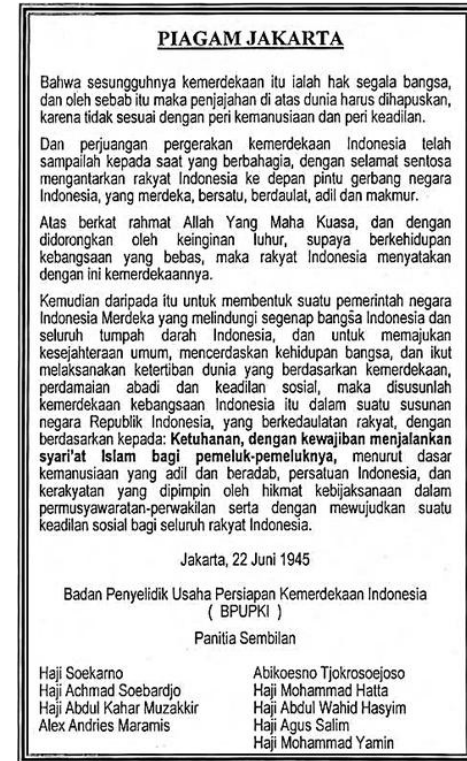 PIAGAM JAKARTA
Bahwa sesungguhnya kemerdekaan itu ialah hak segala bangsa,
dan oleh sebab itu maka penjajahan di atas dunia harus dihapuskan,
karena tidak sesuai dengan peri kemanusiaan dan peri keadilan.
Dan perjuangan pergerakan kemerdekaan Indonesia telah
sampailah kepada saat yang berbahagia, dengan selamat sentosa
mengantarkan rakyat Indonesia ke depan pintu gerbang negara
Indonesia, yang merdeka, bersatu, berdaulat, adil dan makmur.
Atas berkat rahmat Allah Yang Maha Kuasa, dan dengan
didorongkan oleh keinginan luhur, supaya berkehidupan
kebangsaan yang bebas, maka rakyat Indonesia menyatakan
dengan ini kemerdekaannya.
Kemudian daripada itu untuk membentuk suatu pemerintah negara
Indonesia Merdeka yang melindungi segenap bangsa Indonesia dan
seluruh tumpah darah Indonesia, dan untuk memajukan
kesejahteraan umum, mencerdaskan kehidupan bangsa, dan ikut
melaksanakan ketertiban dunia yang berdasarkan kemerdekaan,
perdamaian abadi dan keadilan sosial, maka disusunlah
kemerdekaan kebangsaan Indonesia itu dalam suatu susunan
negara Republik Indonesia, yang berkedaulatan rakyat, dengan
berdasarkan kepada: Ketuhanan, dengan kewajiban menjalankan
syari'at Islam bagi pemeluk-pemeluknya, menurut dasar
kemanusiaan yang adil dan beradab, persatuan Indonesia, dan
kerakyatan yang dipimpin oleh hikmat kebijaksanaan dalam
permusyawaratan-perwakilan serta dengan mewujudkan suatu
keadilan sosial bagi seluruh rakyat Indonesia.
Jakarta, 22 Juni 1945
Badan Penyelidik Usaha Persiapan Kemerdekaan Indonesia
( BPUPKI )
Panitia Sembilan
Haji Soekarno
Haji Achmad Soebardjo
Haji Abdul Kahar Muzakkir
Alex Andries Maramis
Abikoesno Tjokrosoejoso
Haji Mohammad Hatta
Haji Abdul Wahid Hasyim
Haji Agus Salim
Haji Mohammad Yamin